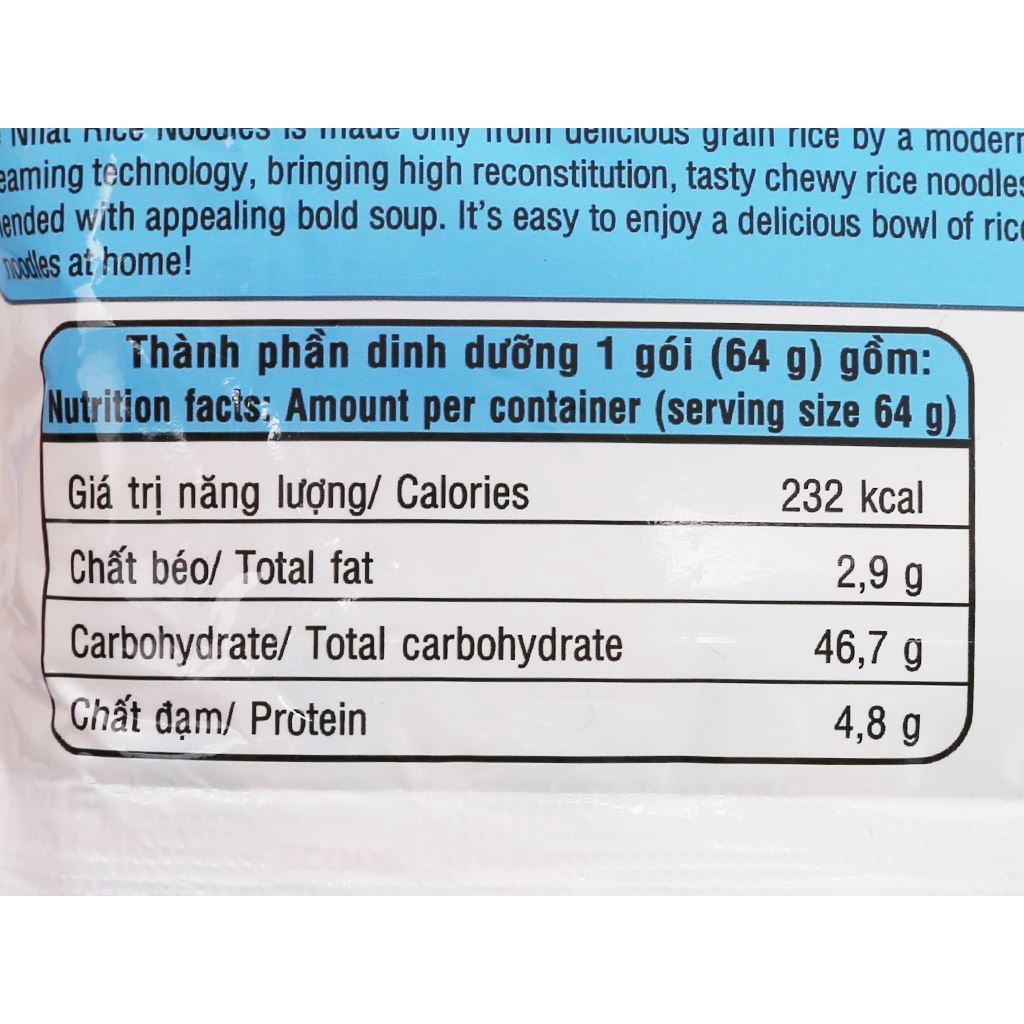 Nhất Rice Noodles is made only from delicious grain rice by a modern
technology, bringing high reconstitution, tasty chewy rice noodles
with appealing bold soup. It's easy to enjoy a delicious bowl of rice
noodles at home!
Thành phần dinh dưỡng 1 gói (64 g) gồm:
Nutrition facts: Amount per container (serving size 64 g)
Giá trị năng lượng/ Calories 232 kcal
Chất béo/ Total fat 2,9 g
Carbohydrate/ Total carbohydrate 46,7 g
Chất đạm/ Protein 4,8 g